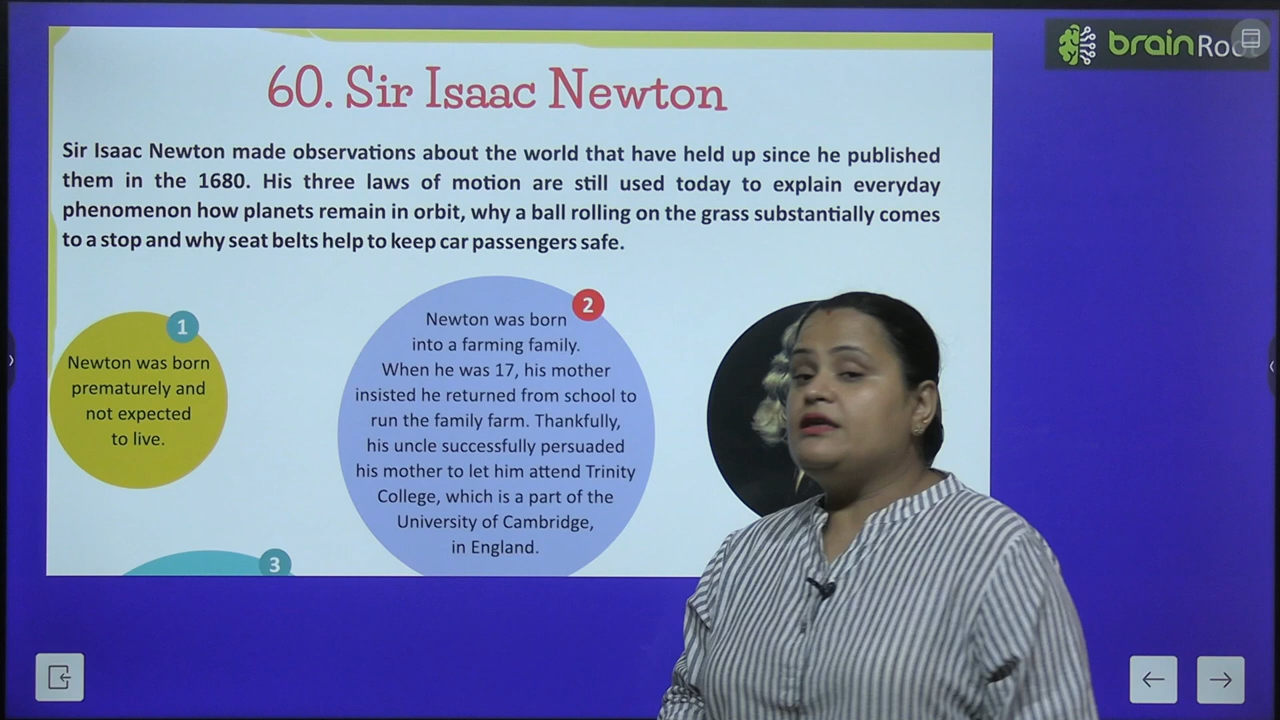 brainRoo
60. Sir Isaac Newton
Sir Isaac Newton made observations about the world that have held up since he published
them in the 1680. His three laws of motion are still used today to explain everyday
phenomenon how planets remain in orbit, why a ball rolling on the grass substantially comes
to a stop and why seat belts help to keep car passengers safe.
1
Newton was born
prematurely and
not expected
to live.
2
Newton was born
into a farming family.
When he was 17, his mother
insisted he returned from school to
run the family farm. Thankfully,
his uncle successfully persuaded
his mother to let him attend Trinity
College, which is a part of the
University of Cambridge,
in England.
3